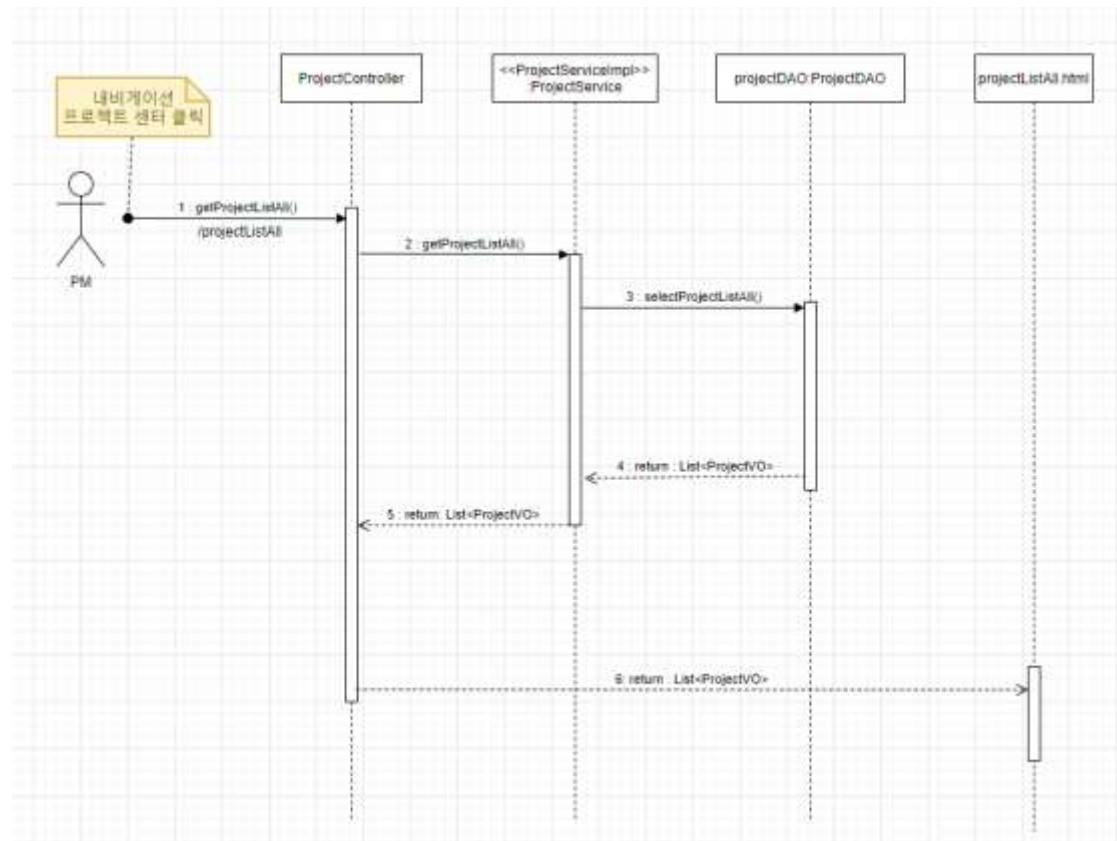 ProjectController
<<ProjectServiceImpl>>
:ProjectService
projectDAO:ProjectDAO
projectListAll.html
내비게이션
프로젝트 센터 클릭
1 : getProjectListAll()
/projectListAll
2 : getProjectListAll()
PM
3 : selectProjectListAll()
4 : return : List<ProjectVO>
5 : return: List<ProjectVO>
6: return : List<ProjectVO>